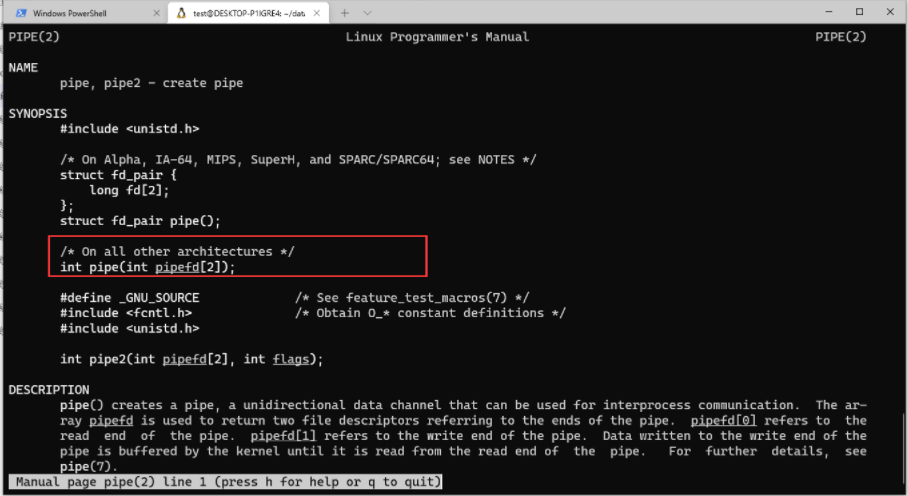 Windows PowerShell
test@DESKTOP-P1IGRE4: ~/data
PIPE(2) Linux Programmer's Manual PIPE(2)
NAME
pipe, pipe2 - create pipe
SYNOPSIS
#include <unistd.h>
/* On Alpha, IA-64, MIPS, SuperH, and SPARC/SPARC64; see NOTES */
struct fd_pair {
long fd[2];
};
struct fd_pair pipe();
/* On all other architectures */
int pipe(int pipefd[2]);
#define _GNU_SOURCE /* See feature_test_macros(7) */
#include <fcntl.h> /* Obtain O_* constant definitions */
#include <unistd.h>
int pipe2(int pipefd[2], int flags);
DESCRIPTION
pipe() creates a pipe, a unidirectional data channel that can be used for interprocess communication. The ar-
ray pipefd is used to return two file descriptors referring to the ends of the pipe. pipefd[0] refers to the
read end of the pipe. pipefd[1] refers to the write end of the pipe. Data written to the write end of the
pipe is buffered by the kernel until it is read from the read end of the pipe. For further details, see
pipe(7).
Manual page pipe(2) line 1 (press h for help or q to quit)